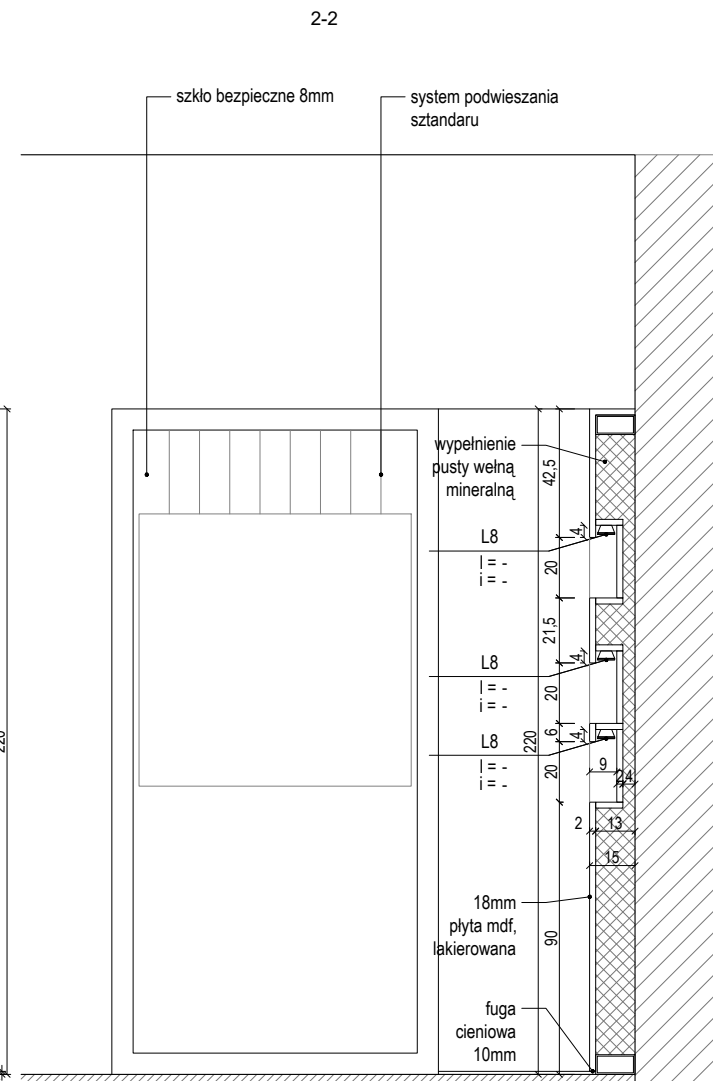 2-2
szkło bezpieczne 8mm
system podwieszania
sztandaru
wypełnienie
pusty wełną
mineralną
42,5
4
L8
l = -
i = -
20
21,5
4
L8
l = -
i = -
20
6
4
L8
l = -
i = -
20
220
220
9
2
4
2
13
15
18mm
płyta mdf,
lakierowana
90
fuga
cieniowa
10mm